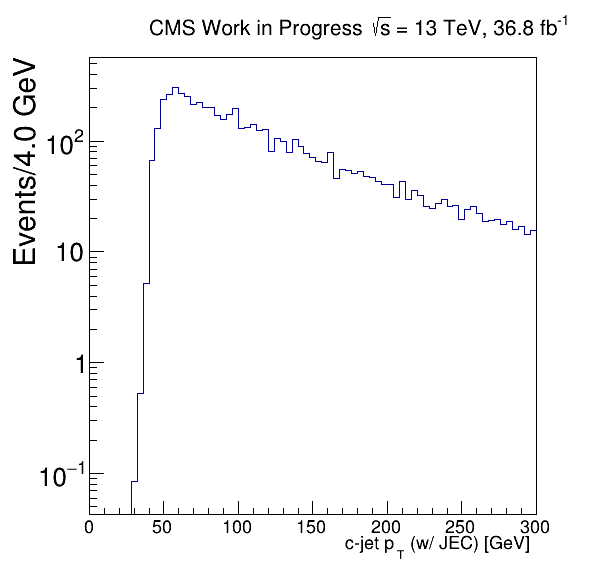 CMS Work in Progress √s = 13 TeV, 36.8 fb⁻¹
Events/4.0 GeV
10²
10
1
10⁻¹
0 50 100 150 200 250 300
c-jet p_T (w/ JEC) [GeV]